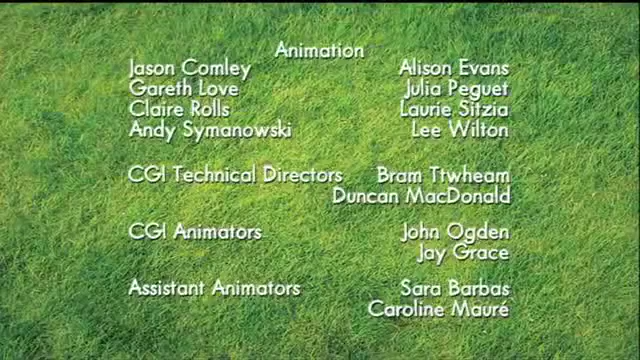 Animation
Jason Comley Alison Evans
Gareth Love Julia Peguet
Claire Rolls Laurie Sitzia
Andy Symanowski Lee Wilton
CGI Technical Directors Bram Ttwheam
Duncan MacDonald
CGI Animators John Ogden
Jay Grace
Assistant Animators Sara Barbas
Caroline Mauré